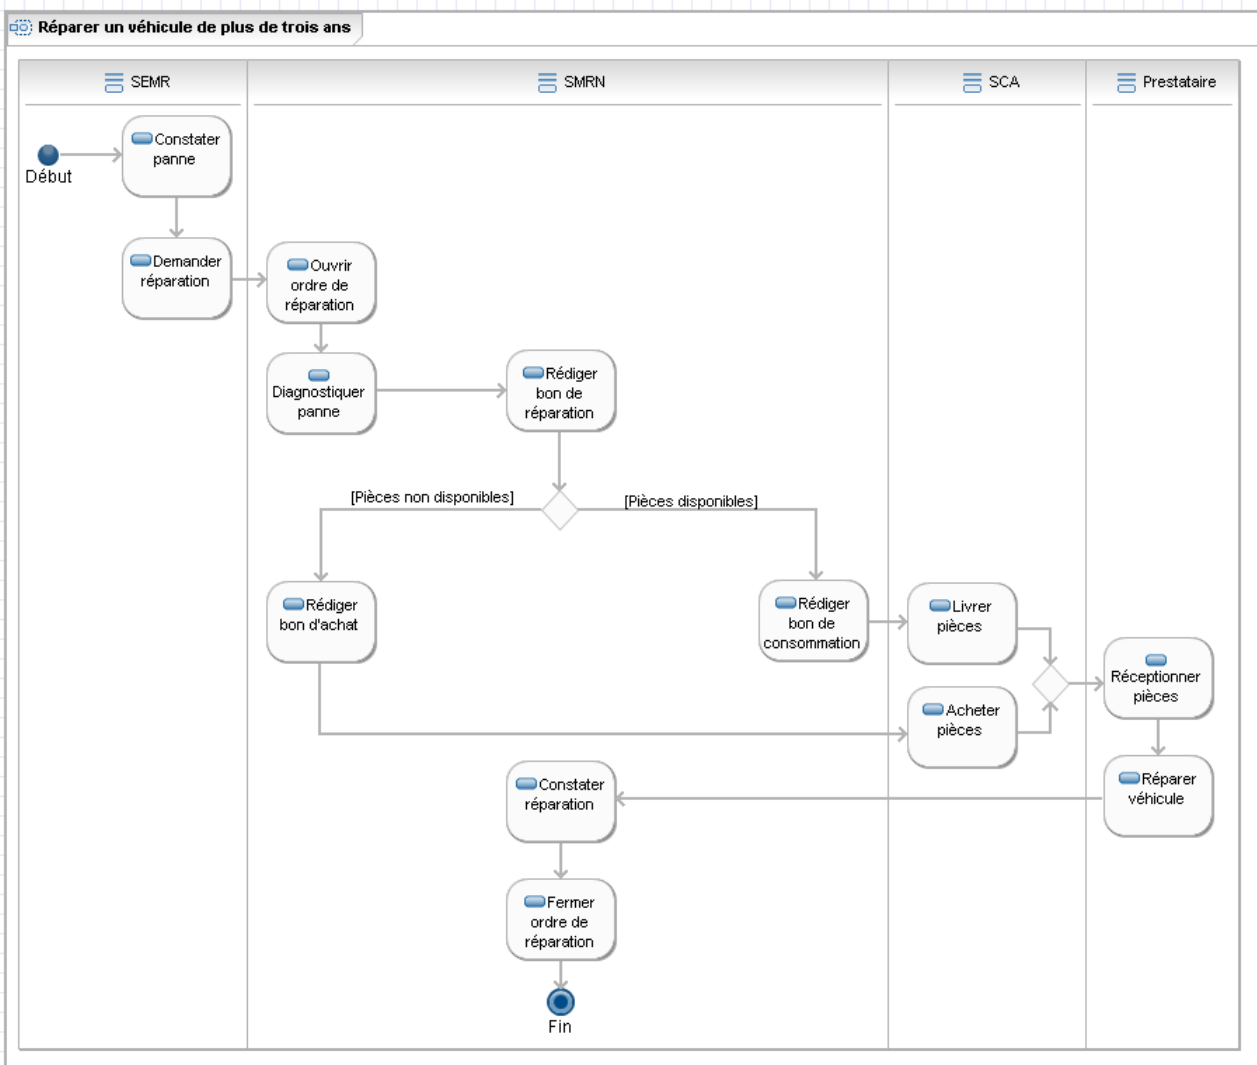 Réparer un véhicule de plus de trois ans
SEMR
SMRN
SCA
Prestataire
Début
Constater
panne
Demander
réparation
Ouvrir
ordre de
réparation
Diagnostiquer
panne
Rédiger
bon de
réparation
[Pièces non disponibles]
[Pièces disponibles]
Rédiger
bon d'achat
Rédiger
bon de
consommation
Livrer
pièces
Acheter
pièces
Réceptionner
pièces
Réparer
véhicule
Constater
réparation
Fermer
ordre de
réparation
Fin